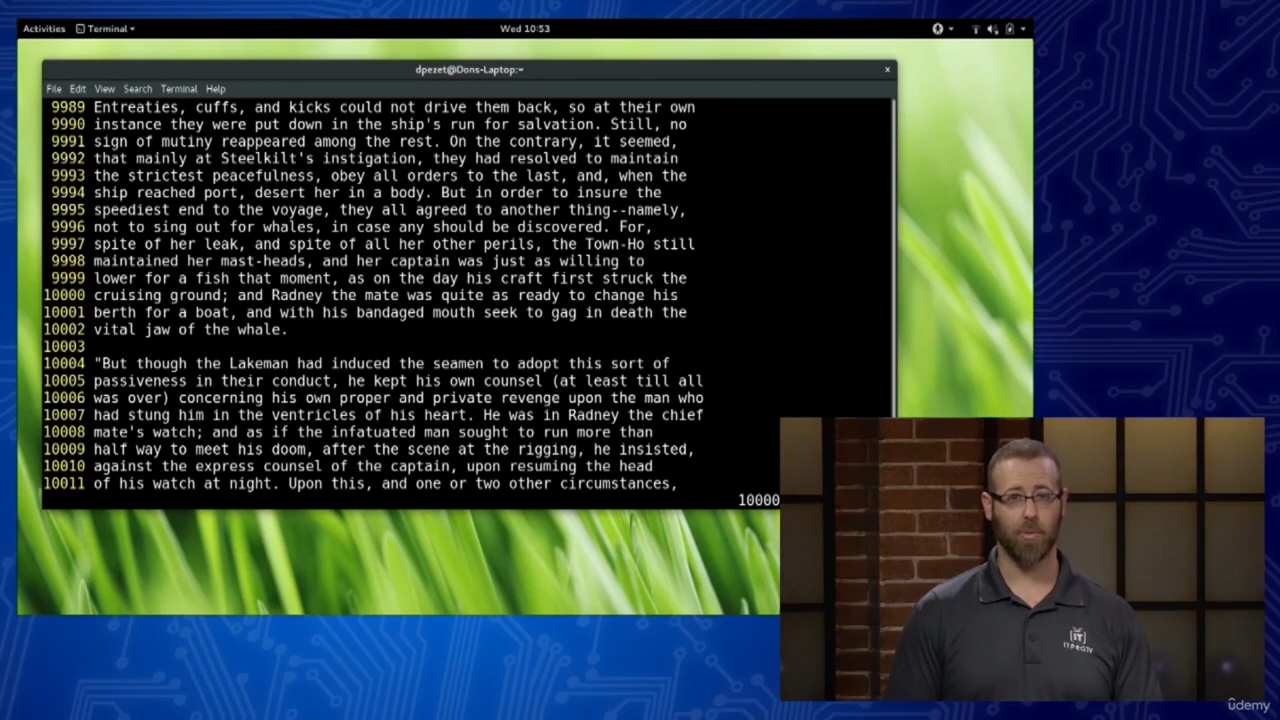 Activities Terminal Wed 10:53
dpezet@Dons-Laptop:~ ×
File Edit View Search Terminal Help
9989 Entreaties, cuffs, and kicks could not drive them back, so at their own
9990 instance they were put down in the ship's run for salvation. Still, no
9991 sign of mutiny reappeared among the rest. On the contrary, it seemed,
9992 that mainly at Steelkilt's instigation, they had resolved to maintain
9993 the strictest peacefulness, obey all orders to the last, and, when the
9994 ship reached port, desert her in a body. But in order to insure the
9995 speediest end to the voyage, they all agreed to another thing--namely,
9996 not to sing out for whales, in case any should be discovered. For,
9997 spite of her leak, and spite of all her other perils, the Town-Ho still
9998 maintained her mast-heads, and her captain was just as willing to
9999 lower for a fish that moment, as on the day his craft first struck the
10000 cruising ground; and Radney the mate was quite as ready to change his
10001 berth for a boat, and with his bandaged mouth seek to gag in death the
10002 vital jaw of the whale.
10003
10004 "But though the Lakeman had induced the seamen to adopt this sort of
10005 passiveness in their conduct, he kept his own counsel (at least till all
10006 was over) concerning his own proper and private revenge upon the man who
10007 had stung him in the ventricles of his heart. He was in Radney the chief
10008 mate's watch; and as if the infatuated man sought to run more than
10009 half way to meet his doom, after the scene at the rigging, he insisted,
10010 against the express counsel of the captain, upon resuming the head
10011 of his watch at night. Upon this, and one or two other circumstances,
10000
iT
ITPRO.TV
udemy